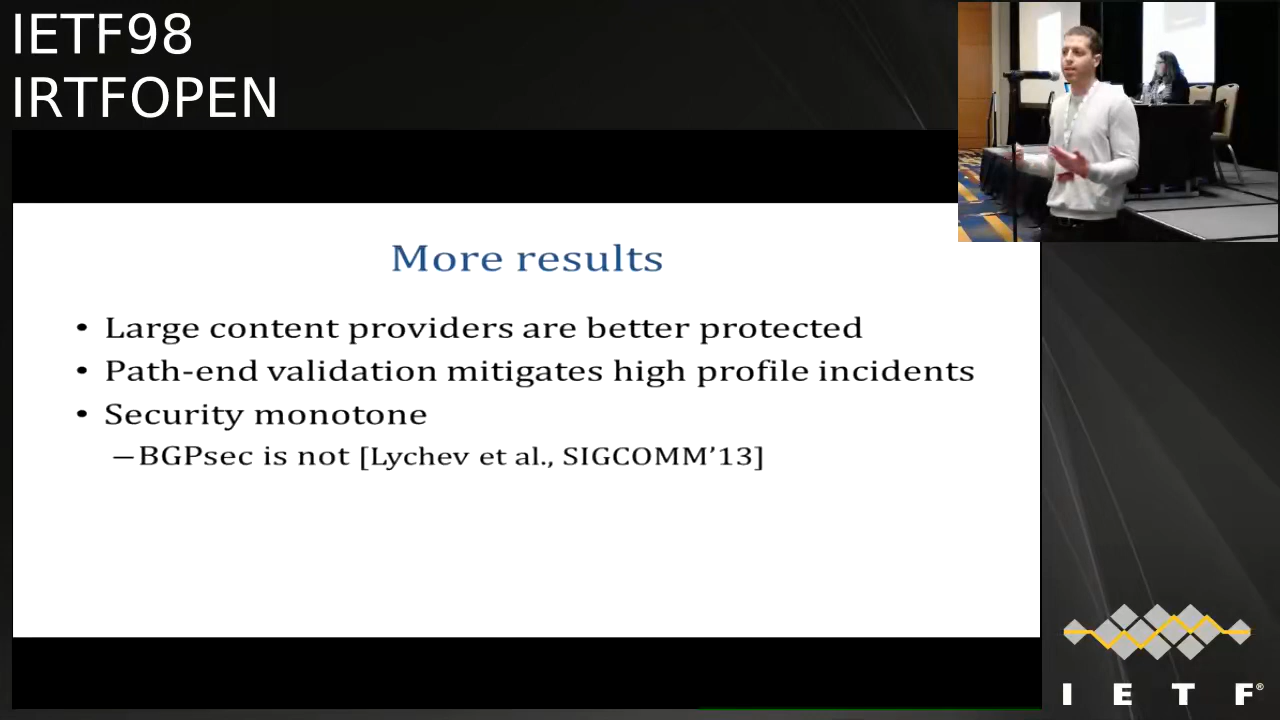 IETF98
IRTFOPEN
More results
• Large content providers are better protected
• Path-end validation mitigates high profile incidents
• Security monotone
—BGPsec is not [Lychev et al., SIGCOMM’13]
I E T F®